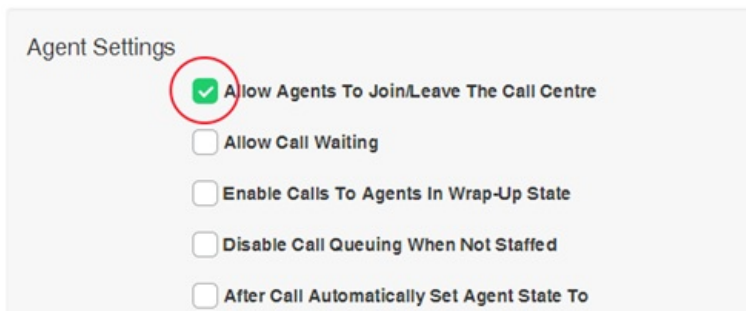 Agent Settings
Allow Agents To Join/Leave The Call Centre
Allow Call Waiting
Enable Calls To Agents In Wrap-Up State
Disable Call Queuing When Not Staffed
After Call Automatically Set Agent State To